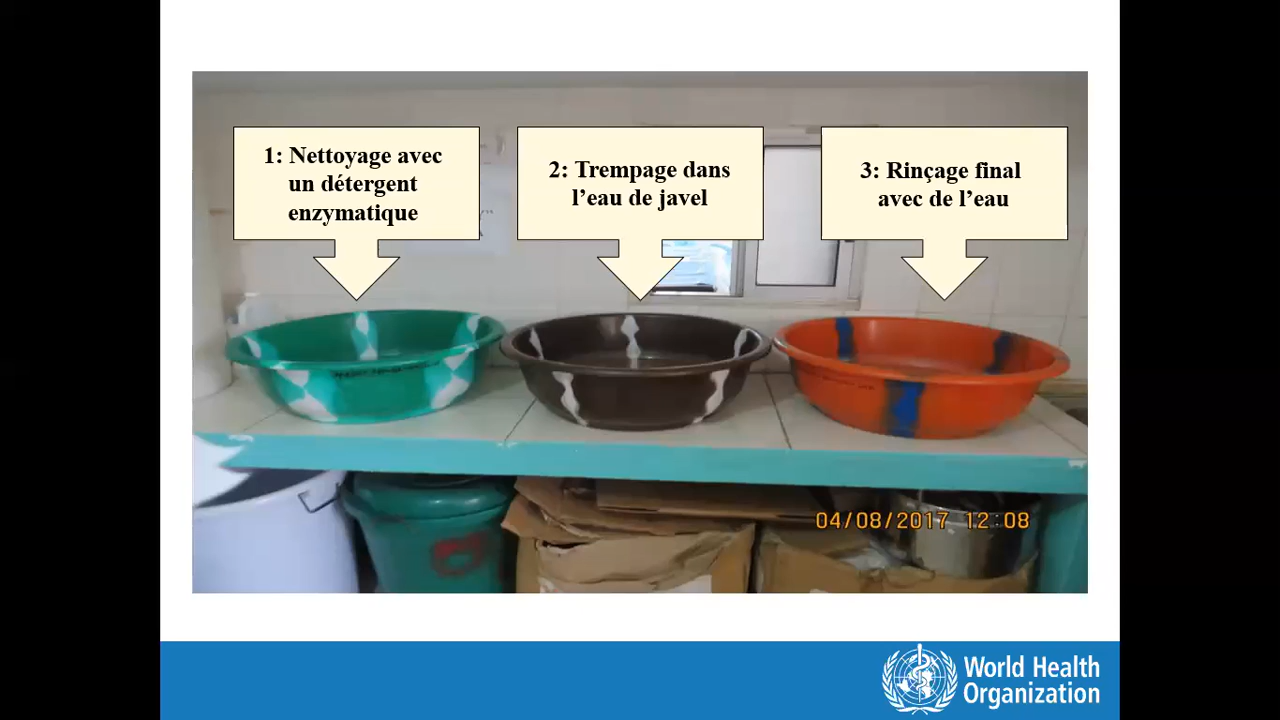 1: Nettoyage avec
un détergent
enzymatique
2: Trempage dans
l’eau de javel
3: Rinçage final
avec de l’eau
04/08/2017 12:08
World Health
Organization